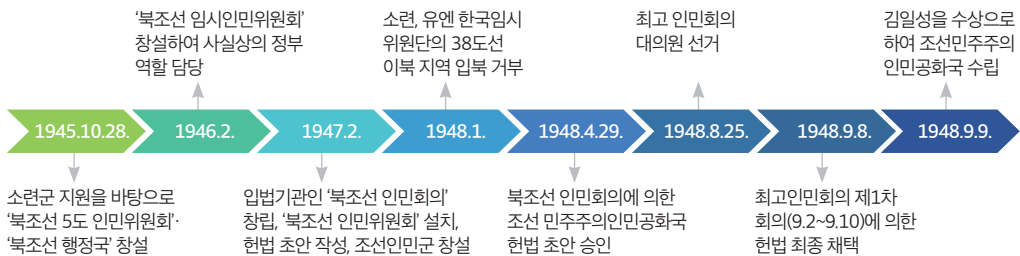 '북조선 임시인민위원회'
창설하여 사실상의 정부
역할 담당
소련, 유엔 한국임시
위원단의 38도선
이북 지역 입북 거부
최고 인민회의
대의원 선거
김일성을 수상으로
하여 조선민주주의
인민공화국 수립
1945.10.28.
1946.2.
1947.2.
1948.1.
1948.4.29.
1948.8.25.
1948.9.8.
1948.9.9.
소련군 지원을 바탕으로
'북조선 5도 인민위원회'·
'북조선 행정국' 창설
입법기관인 '북조선 인민회의'
창립, '북조선 인민위원회' 설치,
헌법 초안 작성, 조선인민군 창설
북조선 인민회의에 의한
조선 민주주의인민공화국
헌법 초안 승인
최고인민회의 제1차
회의(9.2~9.10)에 의한
헌법 최종 채택